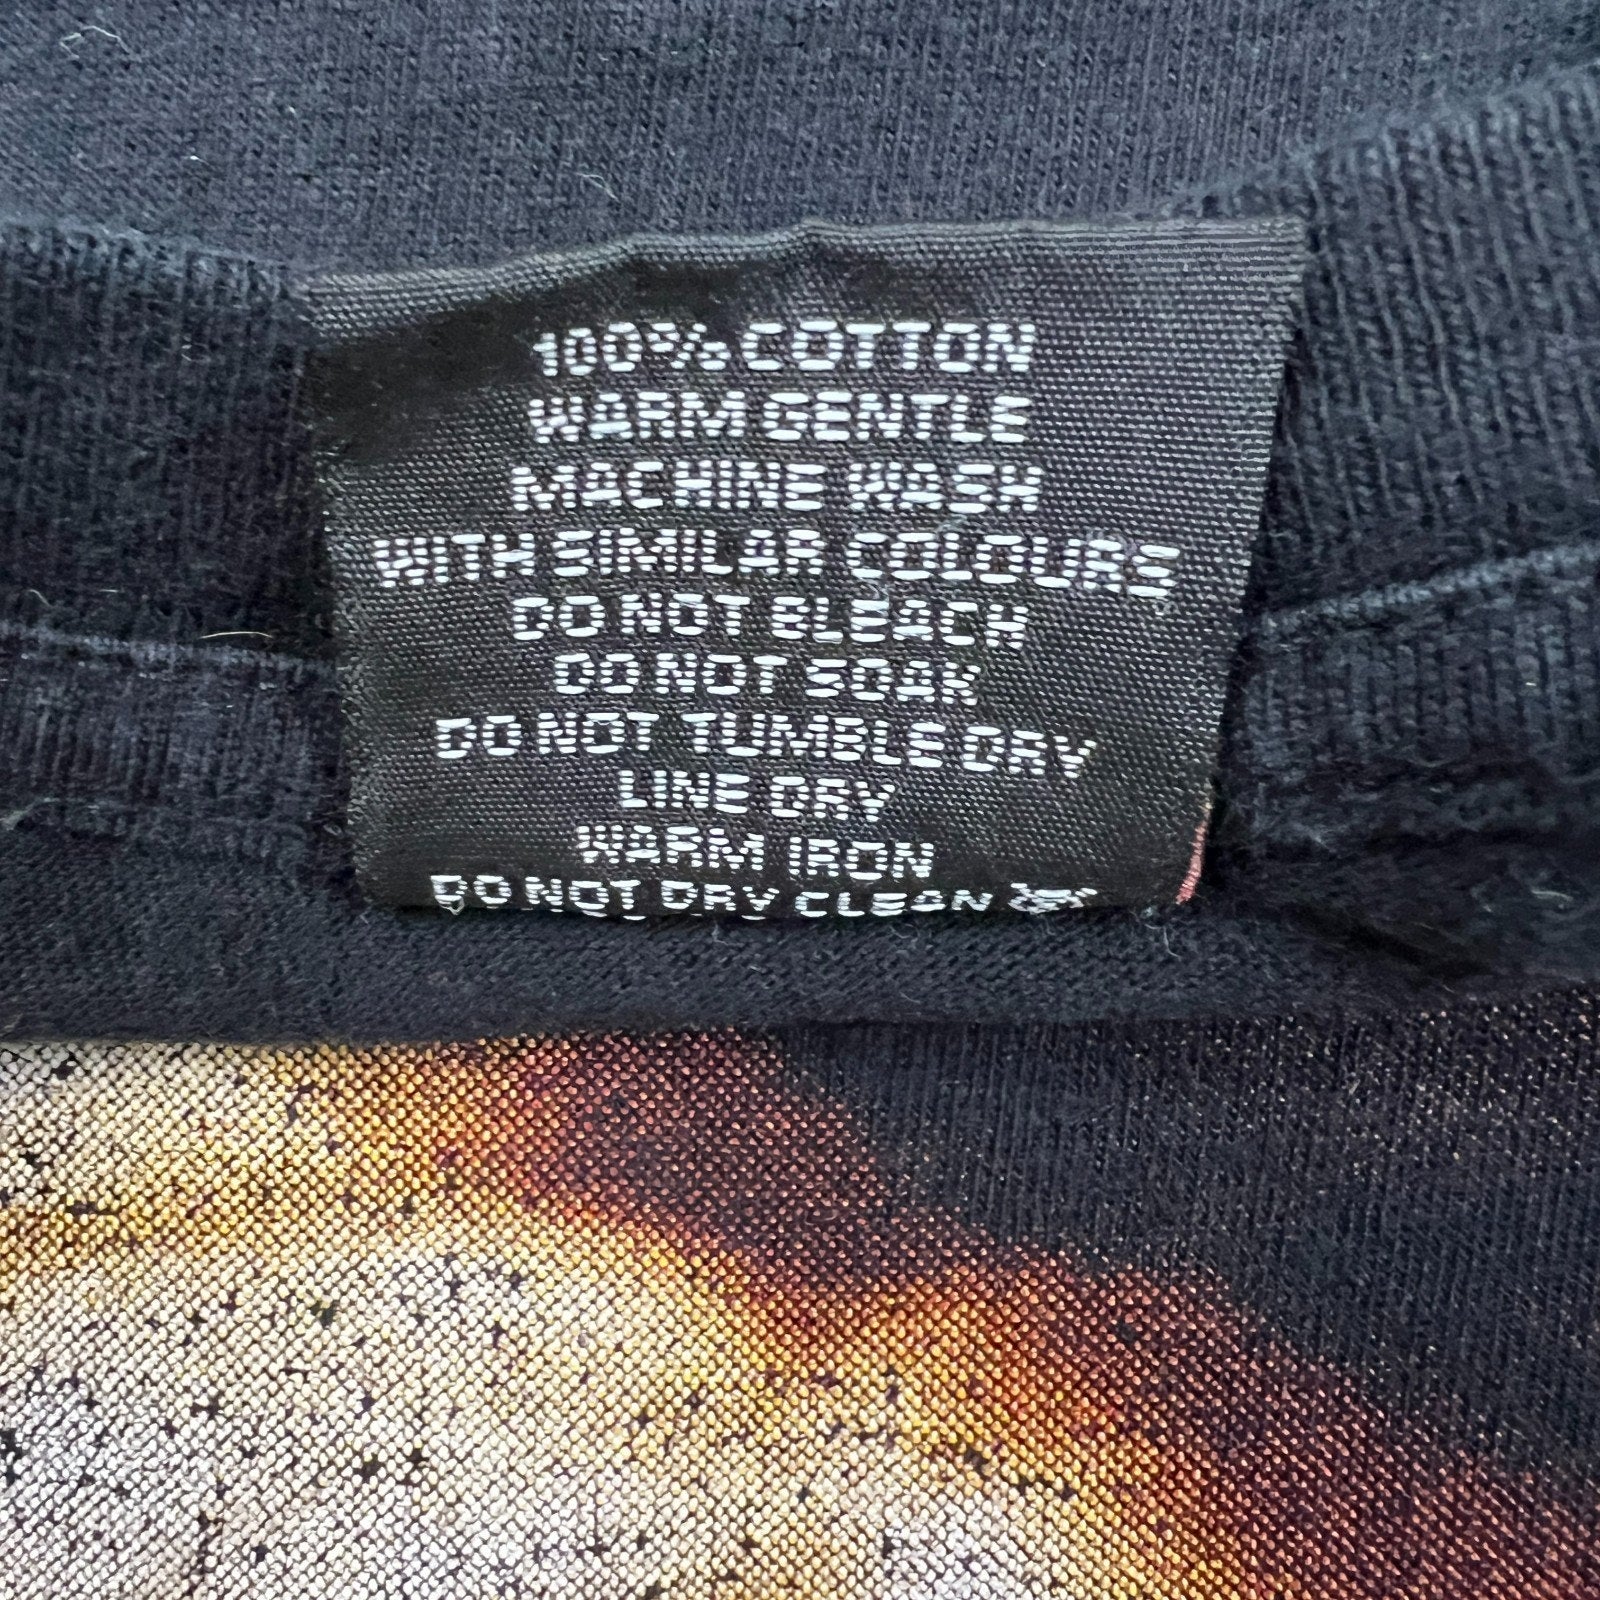 100% COTTON
WARM GENTLE
MACHINE WASH
WITH SIMILAR COLOURS
DO NOT BLEACH
DO NOT SOAK
DO NOT TUMBLE DRY
LINE DRY
WARM IRON
DO NOT DRY CLEAN